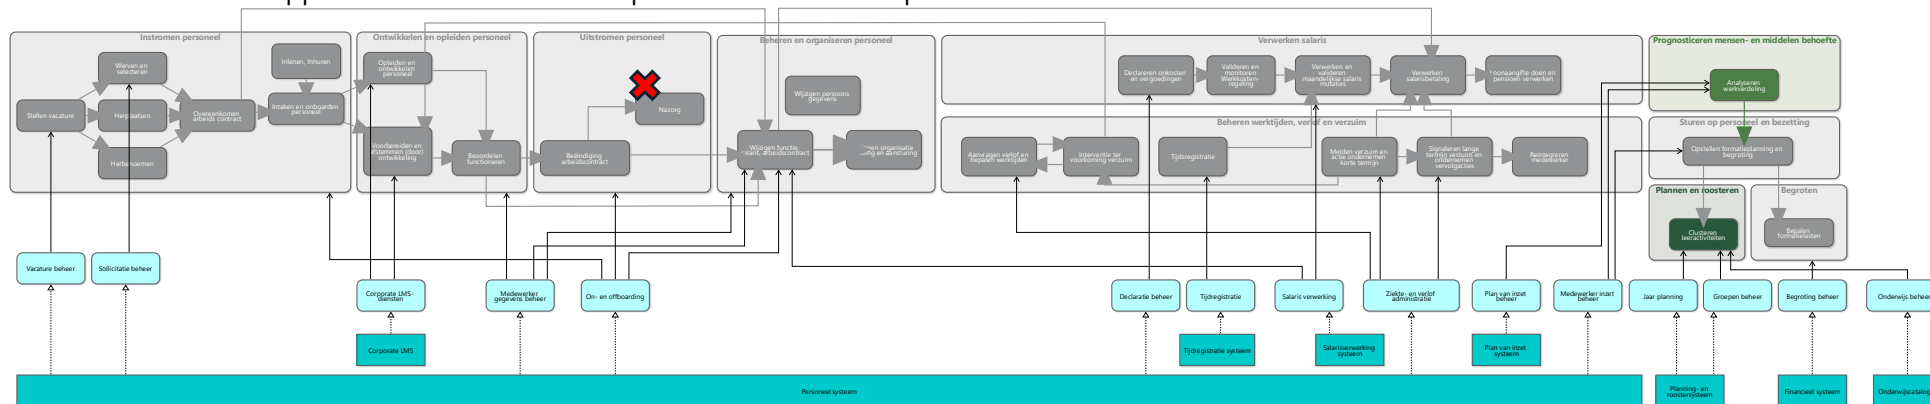 Instromen personeel
Ontwikkelen en opleiden personeel
Uitstromen personeel
Beheren en organiseren personeel
Verwerken salaris
Prognosticeren mensen- en middelen behoefte
Werven en
selecteren
Inlenen, inhuren
Opleiden en
ontwikkelen
personeel
Declareren onkosten
en vergoedingen
Valideren en
monitoren
Werkkosten-
regeling
Verwerken en
valideren
maandelijkse salaris
mutaties
Verwerken
salarisbetaling
doen en
pensioen verwerken
Analyseren
werkverdeling
Wijzigen persoons
gegevens
Stellen vacature
Herplaatsen
Overeenkomen
arbeids contract
Intaken en onboarden
personeel
Nazorg
Beheren werktijden, verlof en verzuim
Sturen op personeel en bezetting
Herbenoemen
Voorbereiden en
(door)
ontwikkeling
Beoordelen
functioneren
Beëindiging
arbeidscontract
Wijzigen functie,
arbeidscontract
organisatie
en aansturing
Aanvragen verlof en
bepalen werktijden
Interventie ter
voorkoming verzuim
Tijdsregistratie
Melden verzuim en
actie ondernemen
korte termijn
Signaleren lange
termijn verzuim en
ondernemen
vervolgacties
Reintegreren
medewerker
Opstellen formatieplanning en
begroting
Plannen en roosteren
Begroten
Clusteren
leeractiviteiten
Bepalen
formatielasten
Vacature beheer
Sollicitatie beheer
Corporate LMS-
diensten
Medewerker
gegevens beheer
On- en offboarding
Declaratie beheer
Tijdregistratie
Salaris verwerking
Ziekte- en verlof
administratie
Plan van inzet
beheer
Medewerker inzet
beheer
Jaar planning
Groepen beheer
Begroting beheer
Onderwijs beheer
Corporate LMS
Tijdregistratie systeem
Salarisverwerking
systeem
Plan van inzet
systeem
Personeel systeem
Planning- en
roostersysteem
Financieel systeem